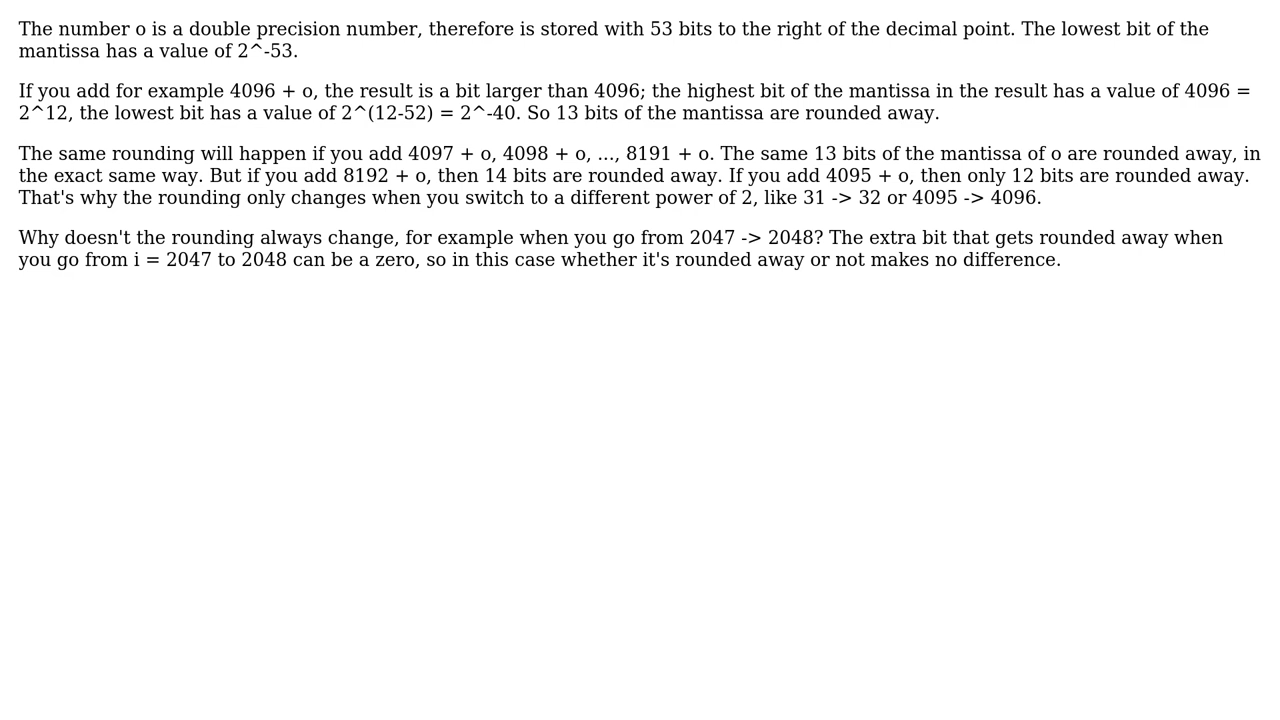 The number o is a double precision number, therefore is stored with 53 bits to the right of the decimal point. The lowest bit of the
mantissa has a value of 2^-53.
If you add for example 4096 + o, the result is a bit larger than 4096; the highest bit of the mantissa in the result has a value of 4096 =
2^12, the lowest bit has a value of 2^(12-52) = 2^-40. So 13 bits of the mantissa are rounded away.
The same rounding will happen if you add 4097 + o, 4098 + o, ..., 8191 + o. The same 13 bits of the mantissa of o are rounded away, in
the exact same way. But if you add 8192 + o, then 14 bits are rounded away. If you add 4095 + o, then only 12 bits are rounded away.
That's why the rounding only changes when you switch to a different power of 2, like 31 -> 32 or 4095 -> 4096.
Why doesn't the rounding always change, for example when you go from 2047 -> 2048? The extra bit that gets rounded away when
you go from i = 2047 to 2048 can be a zero, so in this case whether it's rounded away or not makes no difference.